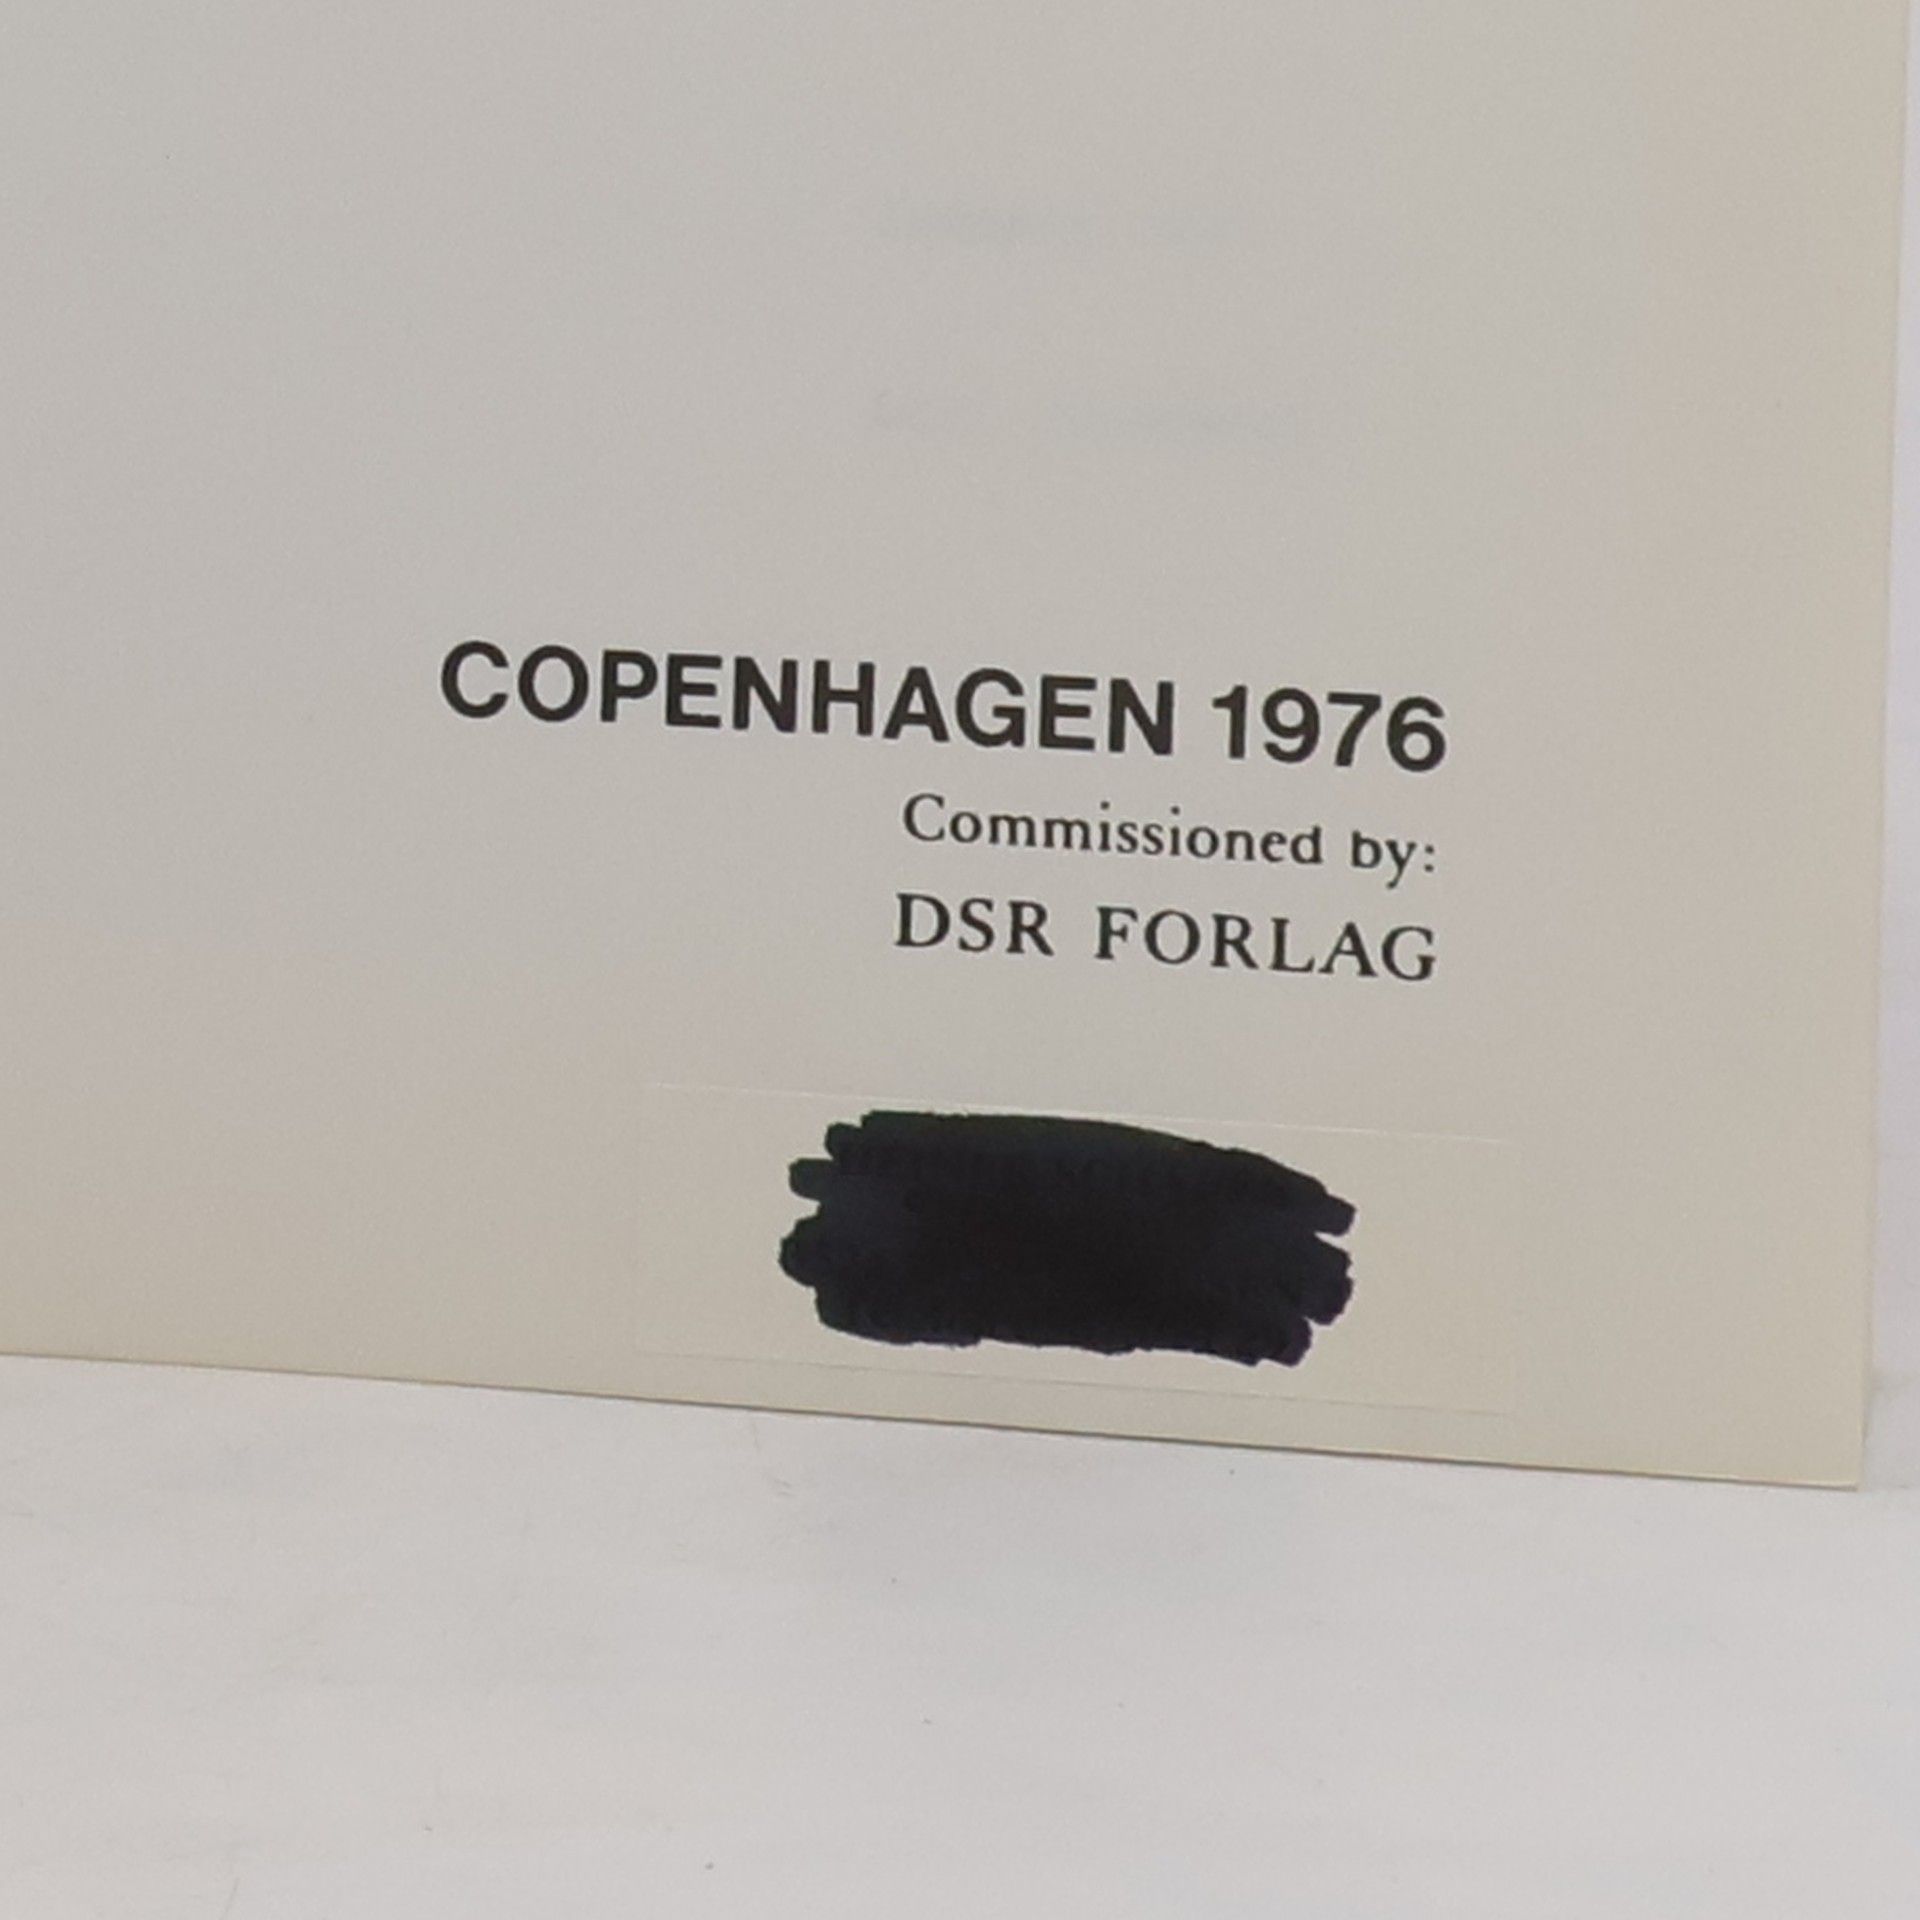 COPENHAGEN 1976
Commissioned by:
DSR FORLAG